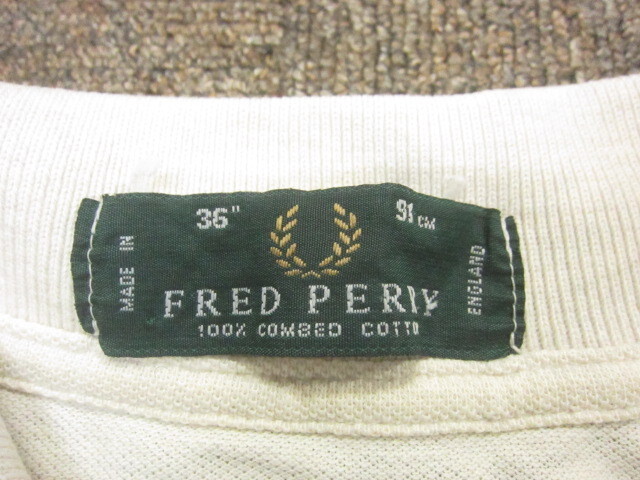 36" 91 CM
MADE IN
FRED PERRY
100% COMBED COTTO
ENGLAND